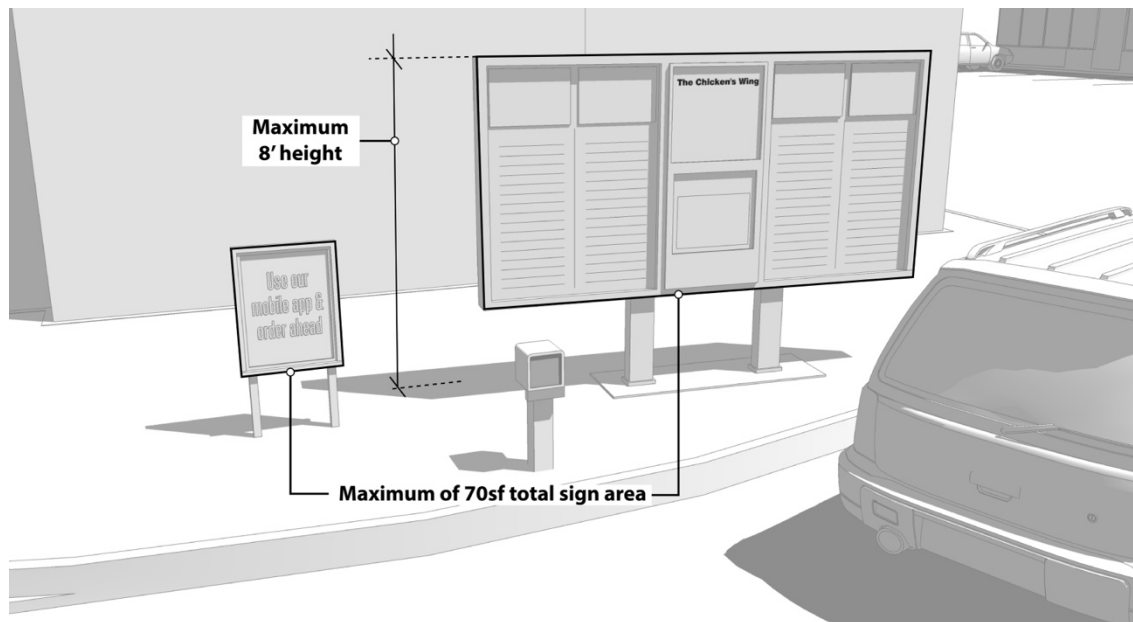 The Chicken's Wing
Maximum
8' height
Use our
mobile app &
order ahead
Maximum of 70sf total sign area